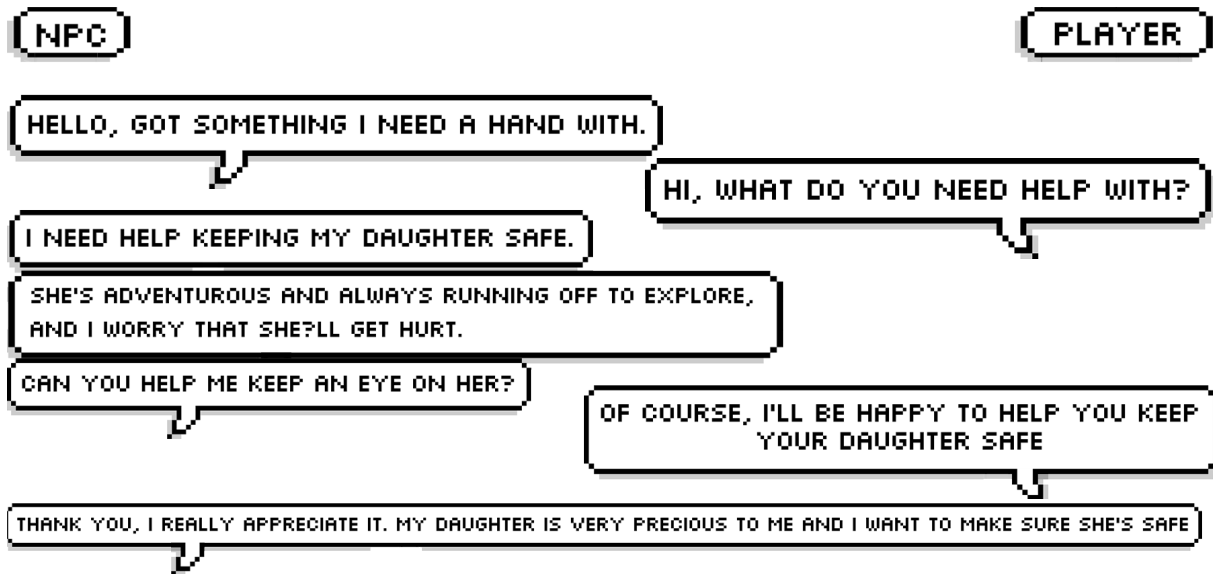 NPC
PLAYER
HELLO, GOT SOMETHING I NEED A HAND WITH.
HI, WHAT DO YOU NEED HELP WITH?
I NEED HELP KEEPING MY DAUGHTER SAFE.
SHE'S ADVENTUROUS AND ALWAYS RUNNING OFF TO EXPLORE,
AND I WORRY THAT SHE?LL GET HURT.
CAN YOU HELP ME KEEP AN EYE ON HER?
OF COURSE, I'LL BE HAPPY TO HELP YOU KEEP
YOUR DAUGHTER SAFE
THANK YOU, I REALLY APPRECIATE IT. MY DAUGHTER IS VERY PRECIOUS TO ME AND I WANT TO MAKE SURE SHE'S SAFE